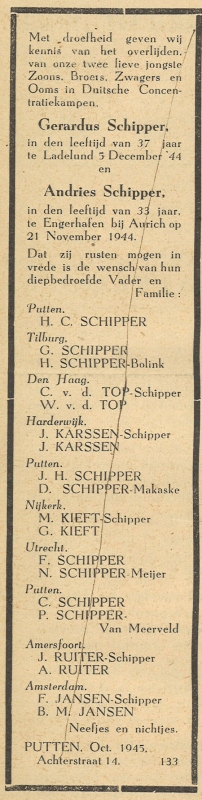 Met droefheid geven wij
kennis van het overlijden,
van onze twee lieve jongste
Zoons, Broers, Zwagers en
Ooms in Duitsche Concen-
tratiekampen.
Gerardus Schipper,
in den leeftijd van 37 jaar
te Ladelund 5 December '44
en
Andries Schipper,
in den leeftijd van 33 jaar,
te Engerhafen bij Aurich op
21 November 1944.
Dat zij rusten mogen in
vrede is de wensch van hun
diepbedroefde Vader en
Familie:
Putten.
H. C. SCHIPPER
Tilburg.
G. SCHIPPER
H. SCHIPPER-Bolink
Den Haag.
C. v. d. TOP-Schipper
W. v. d. TOP
Harderwijk.
J. KARSSEN-Schipper
J. KARSSEN
Putten.
J. H. SCHIPPER
D. SCHIPPER-Makaske
Nijkerk.
M. KIEFT-Schipper
G. KIEFT
Utrecht.
F. SCHIPPER
N. SCHIPPER-Meijer
Putten.
C. SCHIPPER
P. SCHIPPER-
Van Meerveld
Amersfoort.
J. RUITER-Schipper
A. RUITER
Amsterdam.
F. JANSEN-Schipper
B. M. JANSEN
Neefjes en nichtjes.
PUTTEN, Oct. 1945.
Achterstraat 14. 133